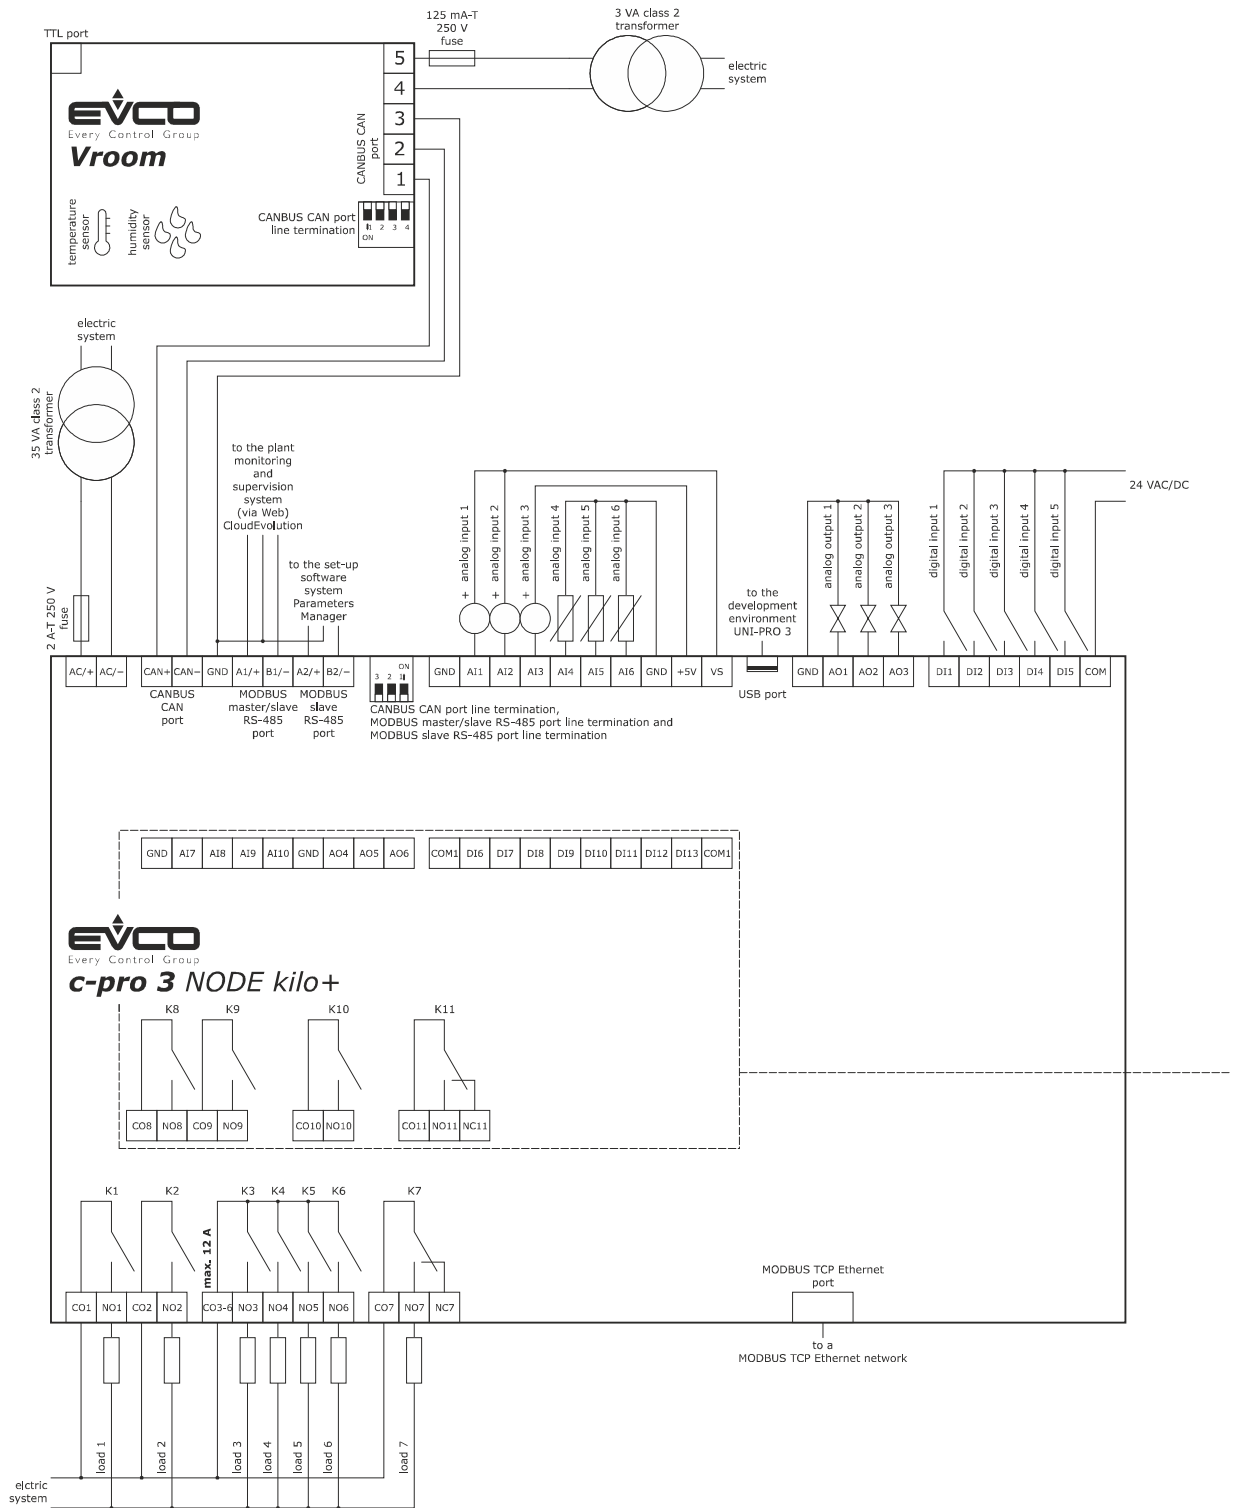 125 mA-T
250 V
fuse
3 VA class 2
transformer
electric
system
TTL port
EVCO
Every Control Group
Vroom
5
4
3
2
1
CANBUS CAN
port
temperature
sensor
humidity
sensor
CANBUS CAN port
line termination
1 2 3 4
ON
electric
system
35 VA class 2
transformer
2 A-T 250 V
fuse
to the plant
monitoring
and
supervision
system
(via Web)
CloudEvolution
to the set-up
software
system
Parameters
Manager
+ analog input 1
+ analog input 2
+ analog input 3
analog input 4
analog input 5
analog input 6
to the
development
environment
UNI-PRO 3
analog output 1
analog output 2
analog output 3
digital input 1
digital input 2
digital input 3
digital input 4
digital input 5
24 VAC/DC
AC/+ AC/− CAN+ CAN− GND A1/+ B1/− A2/+ B2/−
ON
3 2 1
GND AI1 AI2 AI3 AI4 AI5 AI6 GND +5V VS
GND AO1 AO2 AO3
DI1 DI2 DI3 DI4 DI5 COM
CANBUS
CAN
port
MODBUS
master/slave
RS-485
port
MODBUS
slave
RS-485
port
CANBUS CAN port line termination,
MODBUS master/slave RS-485 port line termination and
MODBUS slave RS-485 port line termination
USB port
GND AI7 AI8 AI9 AI10 GND AO4 AO5 AO6
COM1 DI6 DI7 DI8 DI9 DI10 DI11 DI12 DI13 COM1
EVCO
Every Control Group
c-pro 3 NODE kilo+
K8 K9 K10 K11
CO8 NO8 CO9 NO9 CO10 NO10 CO11 NO11 NC11
K1 K2 K3 K4 K5 K6 K7
max. 12 A
CO1 NO1 CO2 NO2 CO3-6 NO3 NO4 NO5 NO6 CO7 NO7 NC7
MODBUS TCP Ethernet
port
to a
MODBUS TCP Ethernet network
load 1
load 2
load 3
load 4
load 5
load 6
load 7
elctric
system